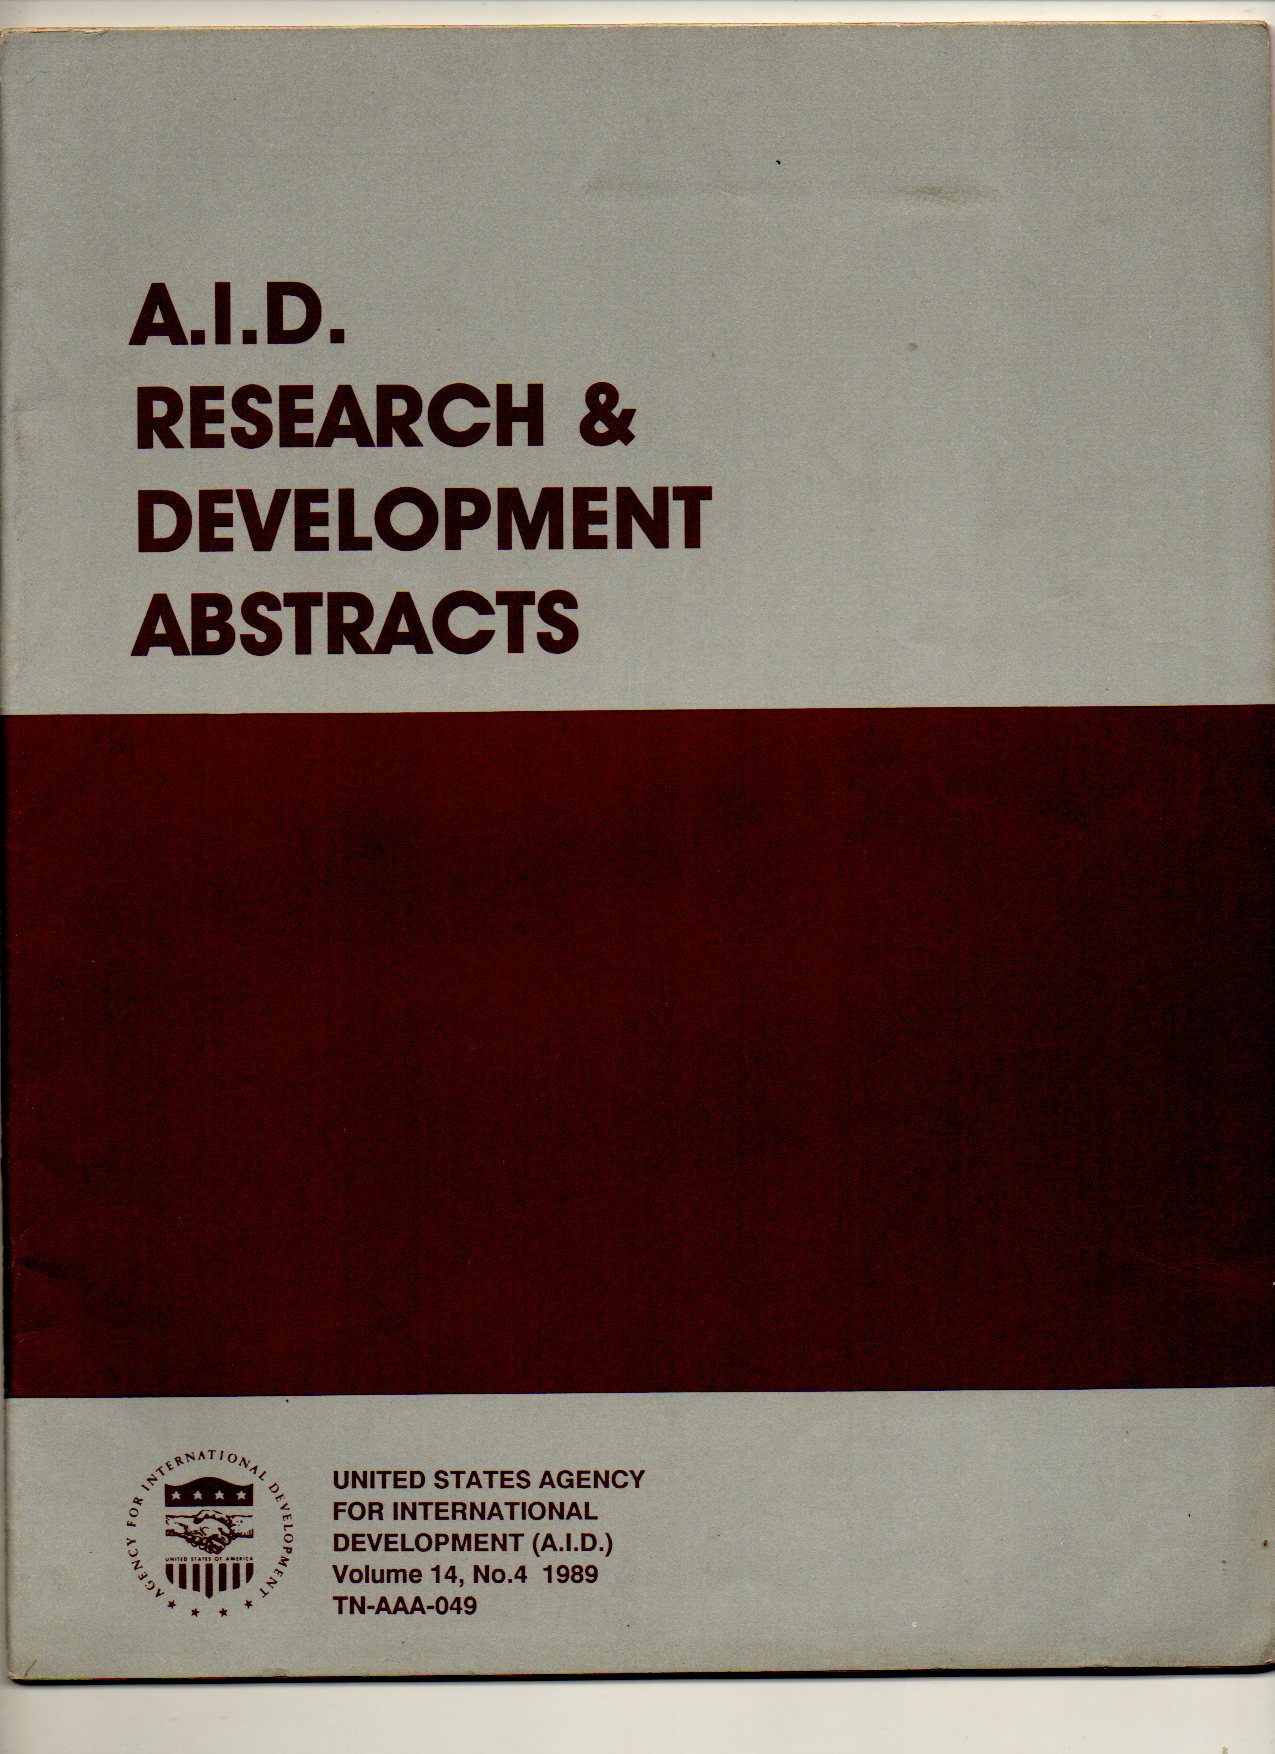 A.I.D.
RESEARCH &
DEVELOPMENT
ABSTRACTS
AGENCY FOR INTERNATIONAL DEVELOPMENT
UNITED STATES OF AMERICA
UNITED STATES AGENCY
FOR INTERNATIONAL
DEVELOPMENT (A.I.D.)
Volume 14, No.4 1989
TN-AAA-049